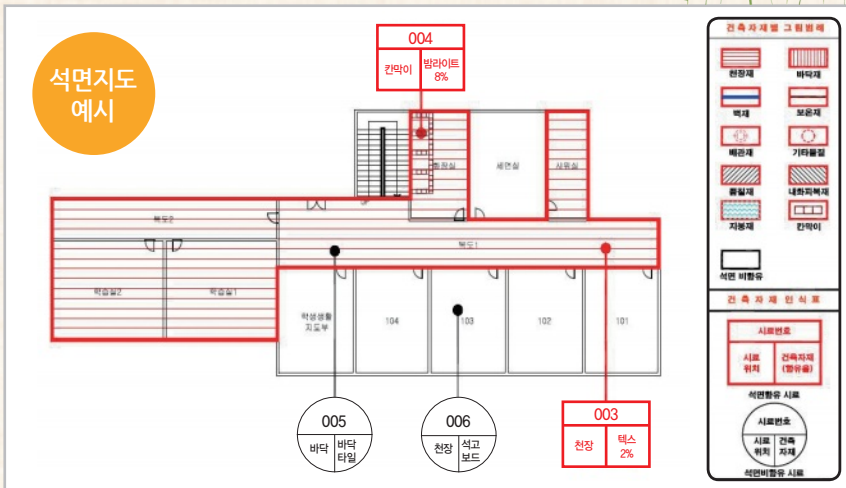 석면지도
예시
004
칸막이
밤라이트
8%
화장실
세면실
샤워실
복도2
복도1
학습실2
학습실1
학생생활
지도부
104
103
102
101
005
바닥
바닥
타일
006
천장
석고
보드
003
천장
텍스
2%
건축자재별 그림범례
천장재
바닥재
벽재
보온재
배관재
기타물질
흡음재
내화피복재
지붕재
칸막이
석면 비함유
건축자재 인식표
시료번호
시료
위치
건축자재
(함유율)
석면함유 시료
시료번호
시료
위치
건축
자재
석면비함유 시료